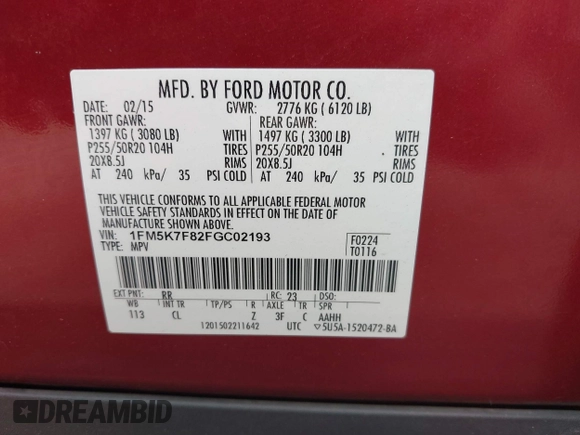 MFD. BY FORD MOTOR CO.
DATE: 02/15 GVWR: 2776 KG ( 6120 LB)
FRONT GAWR: REAR GAWR:
1397 KG ( 3080 LB) WITH 1497 KG ( 3300 LB) WITH
P255/50R20 104H TIRES P255/50R20 104H TIRES
20X8.5J RIMS 20X8.5J RIMS
AT 240 kPa/ 35 PSI COLD AT 240 kPa/ 35 PSI COLD
THIS VEHICLE CONFORMS TO ALL APPLICABLE FEDERAL MOTOR
VEHICLE SAFETY STANDARDS IN EFFECT ON THE DATE OF
MANUFACTURE SHOWN ABOVE.
VIN: 1FM5K7F82FGC02193 F0224
TYPE: MPV T0116
EXT PNT: RR RC: 23 DSO:
WB INT TR TP/PS R AXLE TR SPR
113 CL Z 3F C AAHH
1201502211642 UTC ▽5U5A-1520472-BA
DREAMBID